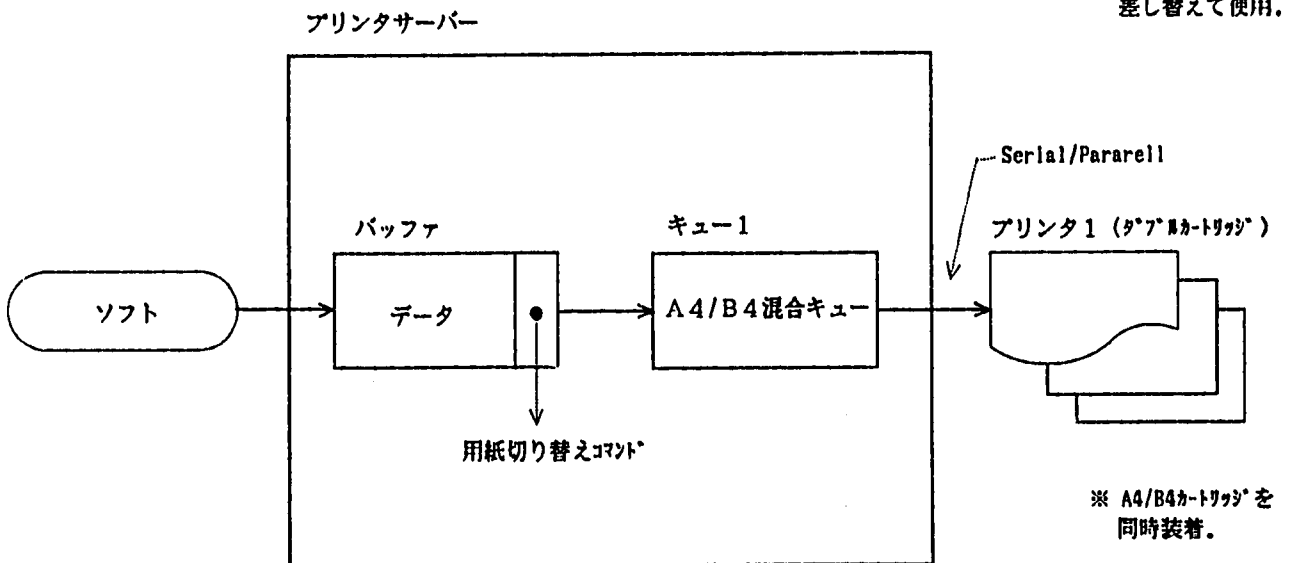 差し替えて使用.
プリンタサーバー
Serial/Pararell
バッファ
キュー1
プリンタ1 (ダブルカートリッジ)
ソフト
データ
A4/B4混合キュー
用紙切り替えコマンド
※ A4/B4カートリッジを
同時装着.